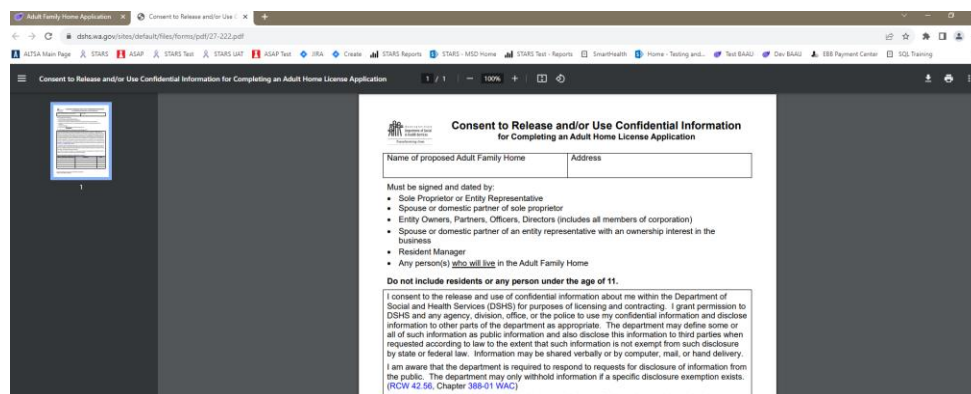 Adult Family Home Application
Consent to Release and/or Use C
dshs.wa.gov/sites/default/files/forms/pdf/27-222.pdf
ALTSA Main Page STARS ASAP STARS Test STARS UAT ASAP Test JIRA Create STARS Reports STARS - MSD Home STARS Test - Reports SmartHealth Home - Testing and... Test BAAU Dev BAAU EBB Payment Center SQL Training
Consent to Release and/or Use Confidential Information for Completing an Adult Home License Application 1 / 1 100%
1
Consent to Release and/or Use Confidential Information
for Completing an Adult Home License Application
Name of proposed Adult Family Home Address
Must be signed and dated by:
• Sole Proprietor or Entity Representative
• Spouse or domestic partner of sole proprietor
• Entity Owners, Partners, Officers, Directors (includes all members of corporation)
• Spouse or domestic partner of an entity representative with an ownership interest in the
business
• Resident Manager
• Any person(s) who will live in the Adult Family Home
Do not include residents or any person under the age of 11.
I consent to the release and use of confidential information about me within the Department of
Social and Health Services (DSHS) for purposes of licensing and contracting. I grant permission to
DSHS and any agency, division, office, or the police to use my confidential information and disclose
information to other parts of the department as appropriate. The department may define some or
all of such information as public information and also disclose this information to third parties when
requested according to law to the extent that such information is not exempt from such disclosure
by state or federal law. Information may be shared verbally or by computer, mail, or hand delivery.
I am aware that the department is required to respond to requests for disclosure of information from
the public. The department may only withhold information if a specific disclosure exemption exists.
(RCW 42.56, Chapter 388-01 WAC)